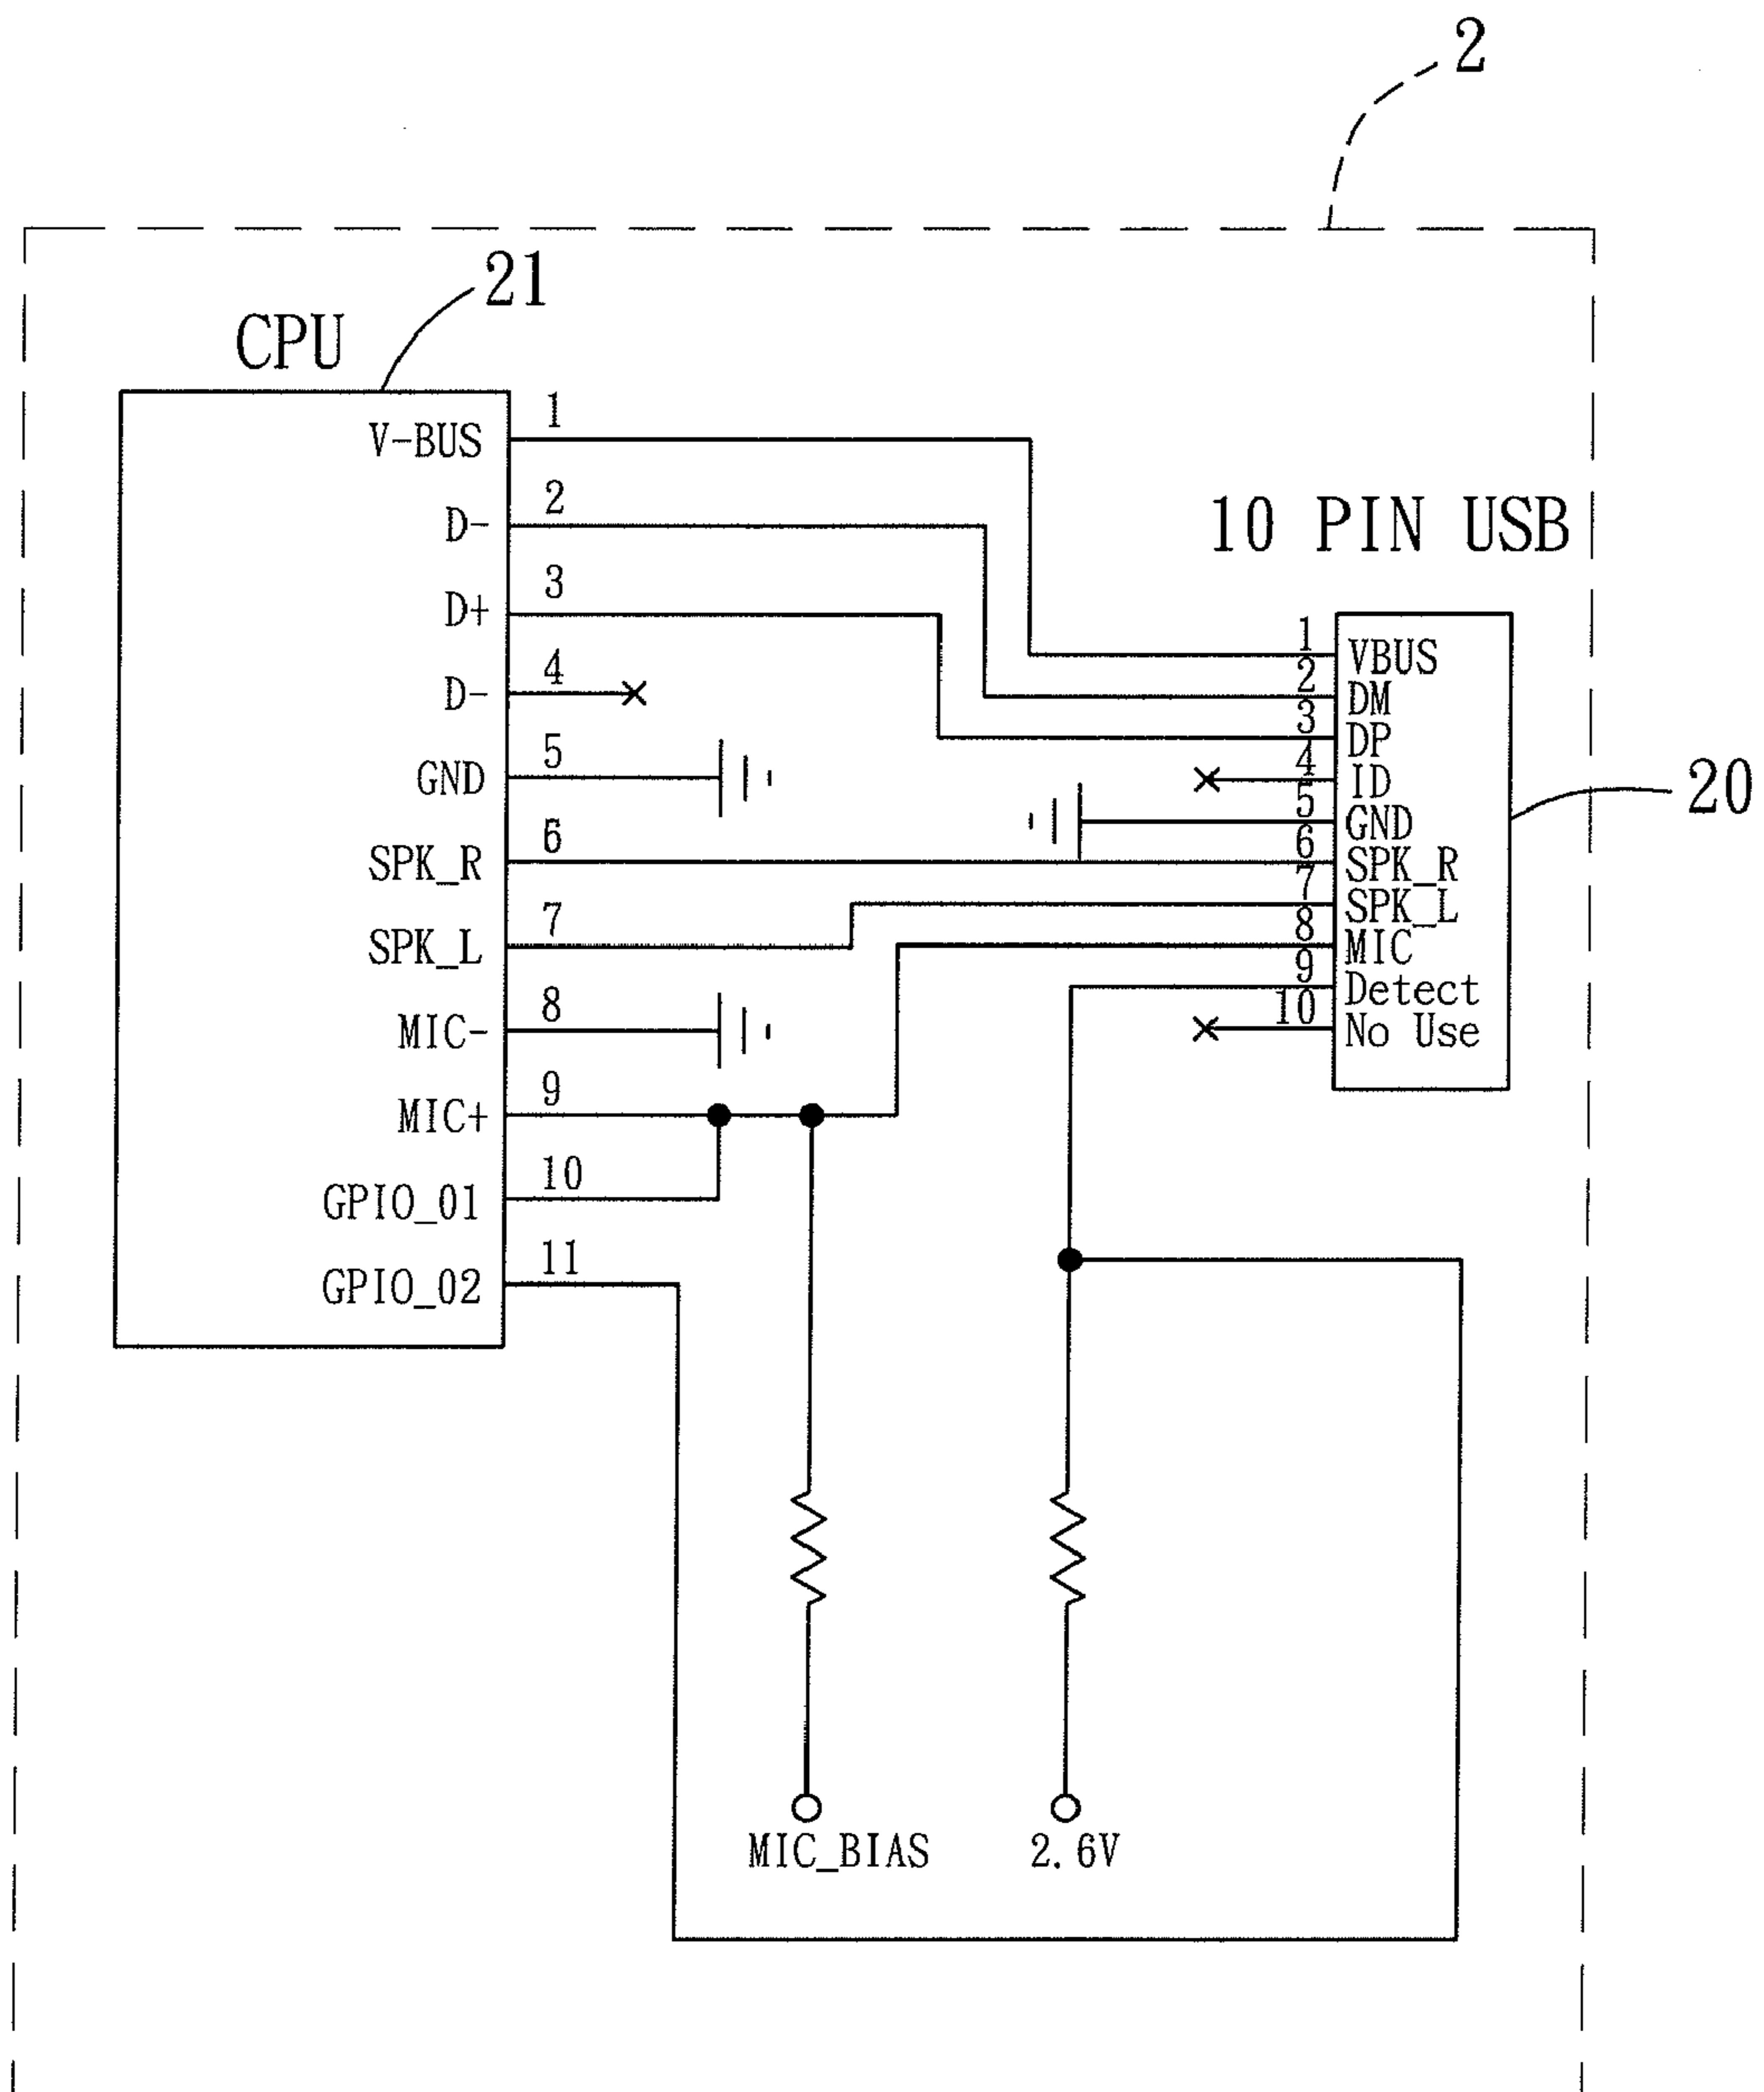 2
21
CPU
V-BUS 1
D- 2
D+ 3
D- 4
GND 5
SPK_R 6
SPK_L 7
MIC- 8
MIC+ 9
GPIO_01 10
GPIO_02 11
10 PIN USB
1 VBUS
2 DM
3 DP
4 ID
5 GND
6 SPK_R
7 SPK_L
8 MIC
9 Detect
10 No Use
20
MIC_BIAS
2.6V